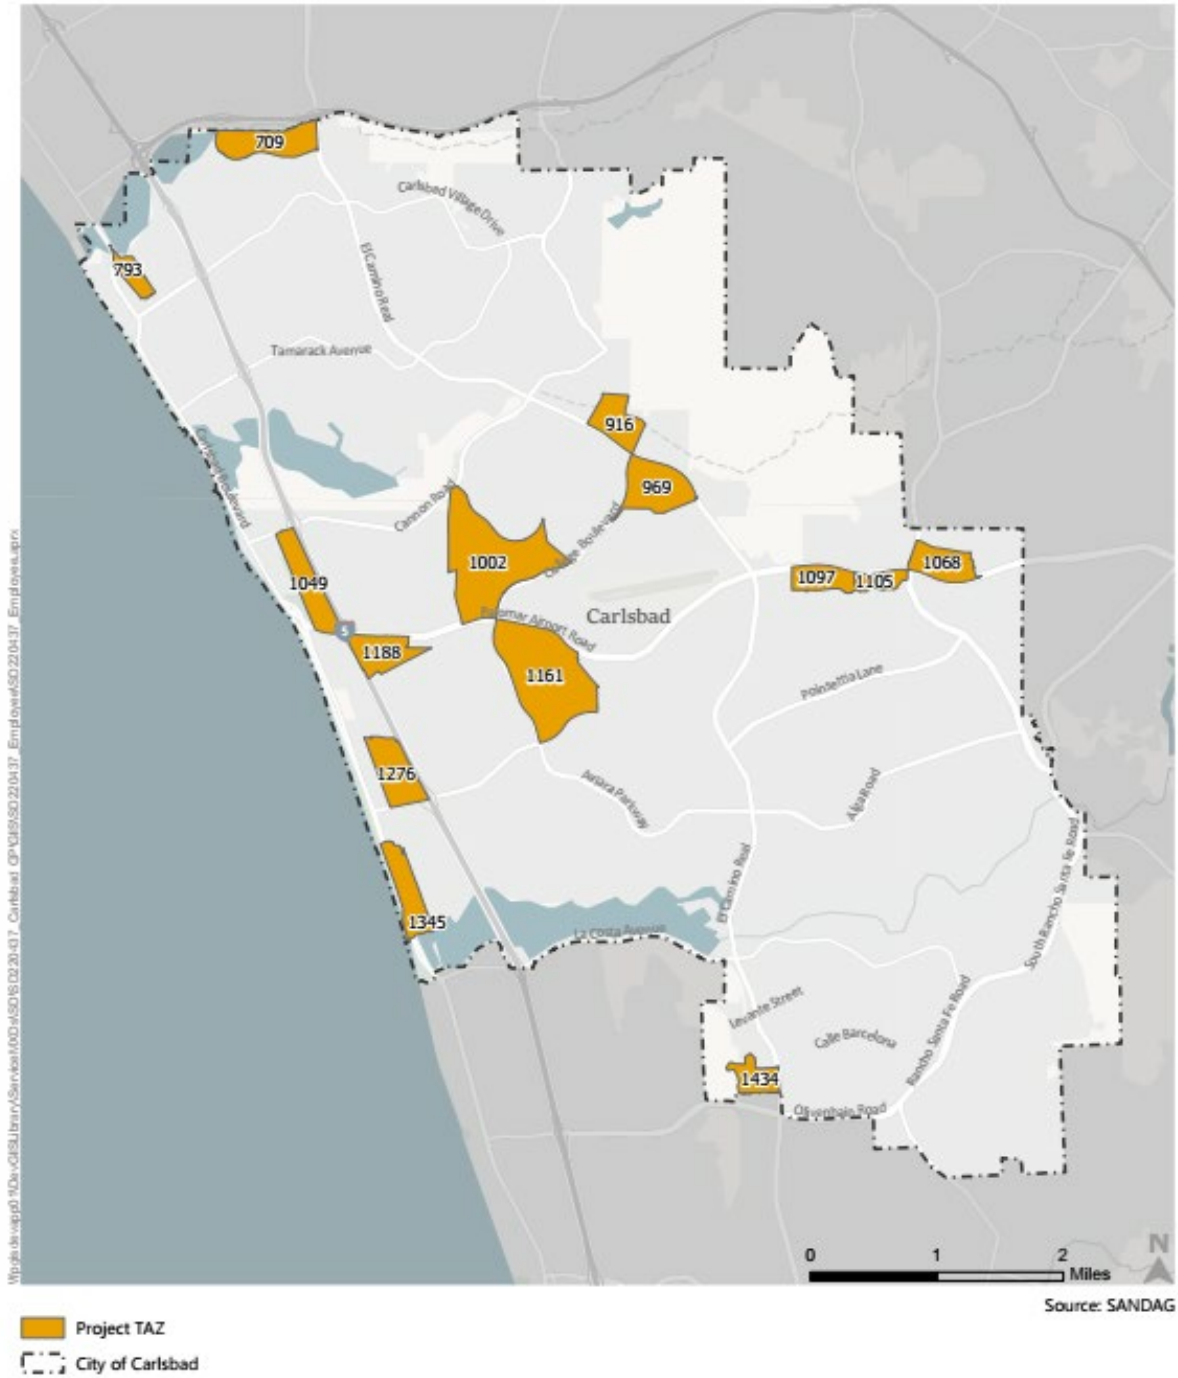 709
Carlsbad Village Drive
793
El Camino Real
Tamarack Avenue
916
Carlsbad Boulevard
969
Cannon Road
College Boulevard
1002
1049
1068
1097
1105
Palomar Airport Road
Carlsbad
5
1188
1161
Poinsettia Lane
1276
Aviara Parkway
Alga Road
El Camino Real
South Rancho Santa Fe Road
1345
La Costa Avenue
Levante Street
Rancho Santa Fe Road
Calle Barcelona
1434
Olivenhain Road
N
0 1 2
Miles
Source: SANDAG
Project TAZ
City of Carlsbad